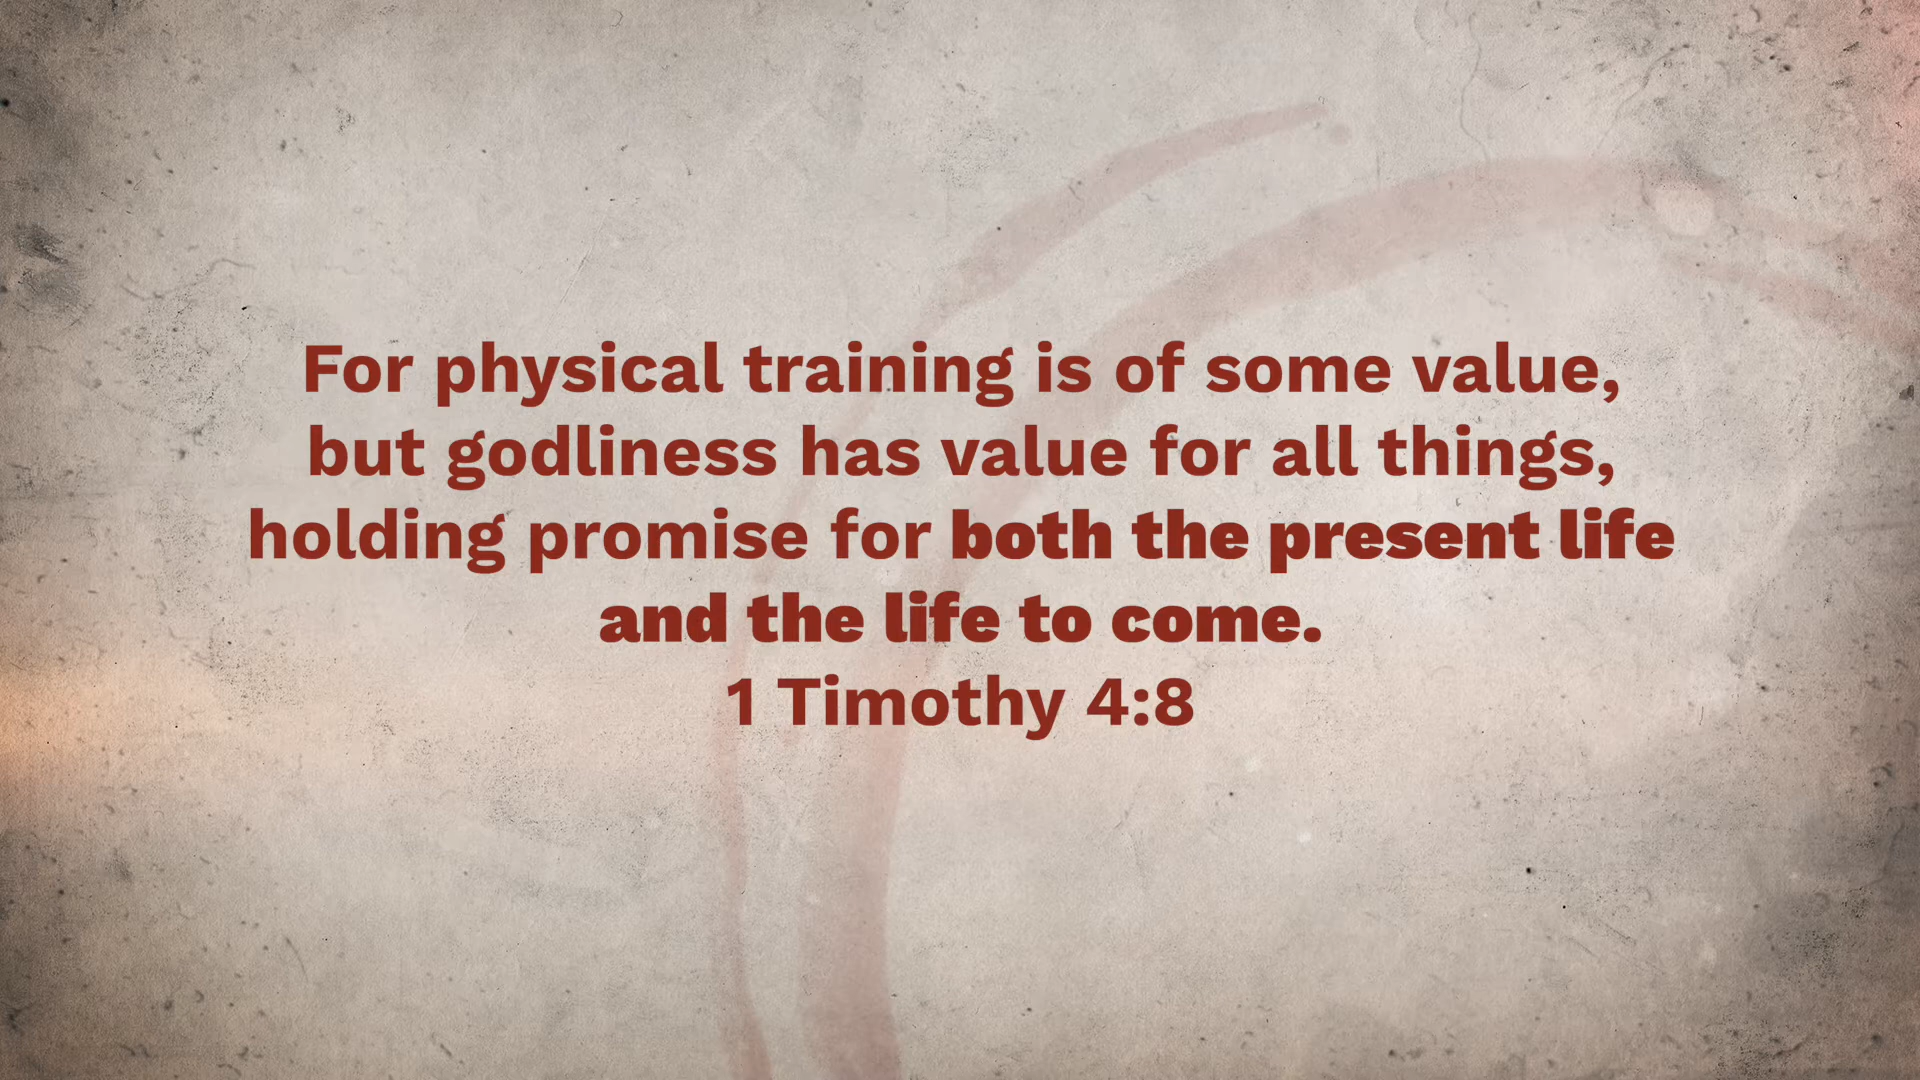 For physical training is of some value,
but godliness has value for all things,
holding promise for both the present life
and the life to come.
1 Timothy 4:8